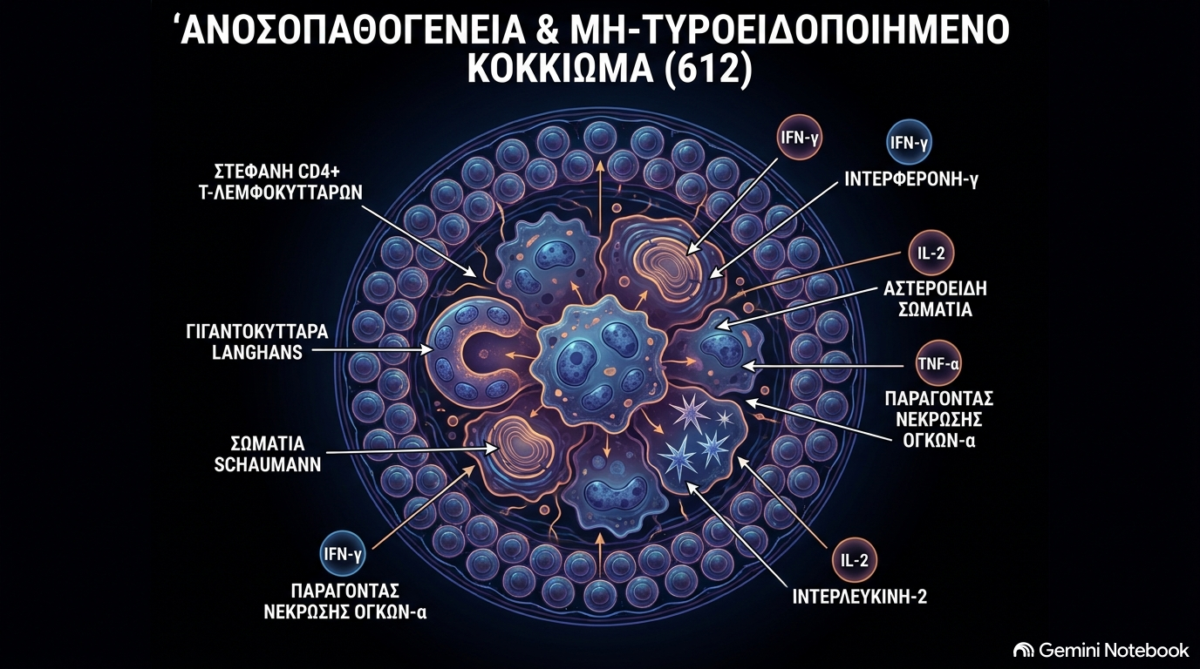 ‘ΑΝΟΣΟΠΑΘΟΓΕΝΕΙΑ & ΜΗ-ΤΥΡΟΕΙΔΟΠΟΙΗΜΕΝΟ
ΚΟΚΚΙΩΜΑ (612)
ΣΤΕΦΑΝΗ CD4+
Τ-ΛΕΜΦΟΚΥΤΤΑΡΩΝ
ΓΙΓΑΝΤΟΚΥΤΤΑΡΑ
LANGHANS
ΣΩΜΑΤΙΑ
SCHAUMANN
IFN-γ
ΠΑΡΑΓΟΝΤΑΣ
ΝΕΚΡΩΣΗΣ ΟΓΚΩΝ-α
IFN-γ
IFN-γ
ΙΝΤΕΡΦΕΡΟΝΗ-γ
IL-2
ΑΣΤΕΡΟΕΙΔΗ
ΣΩΜΑΤΙΑ
TNF-α
ΠΑΡΑΓΟΝΤΑΣ
ΝΕΚΡΩΣΗΣ
ΟΓΚΩΝ-α
IL-2
ΙΝΤΕΡΛΕΥΚΙΝΗ-2
Gemini Notebook